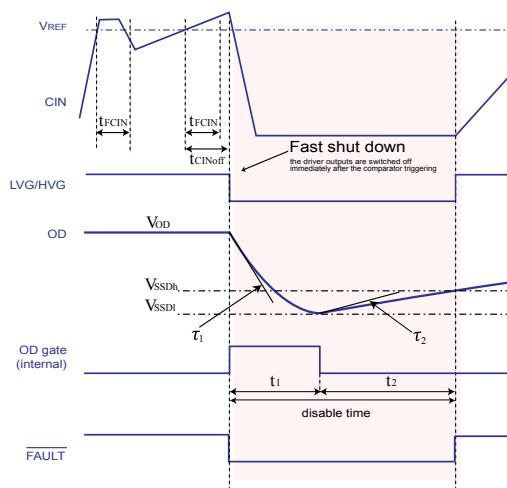 VREF
CIN
tFCIN
tFCIN
tCINoff
Fast shut down
the driver outputs are switched off
immediately after the comparator triggering
LVG/HVG
VOD
OD
VSSDh
VSSDl
τ1
τ2
OD gate
(internal)
t1
t2
disable time
FAULT